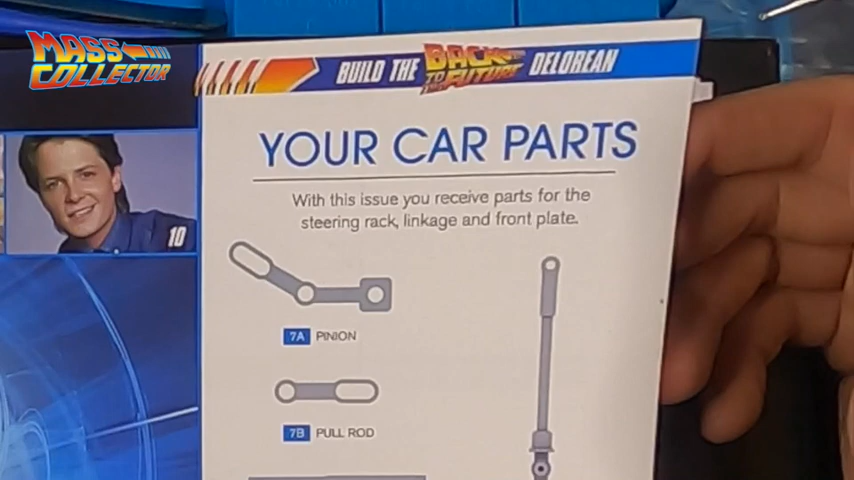 MASS
COLLECTOR
BUILD THE BACK TO THE FUTURE DELOREAN
YOUR CAR PARTS
With this issue you receive parts for the
steering rack, linkage and front plate.
10
7A PINION
7B PULL ROD